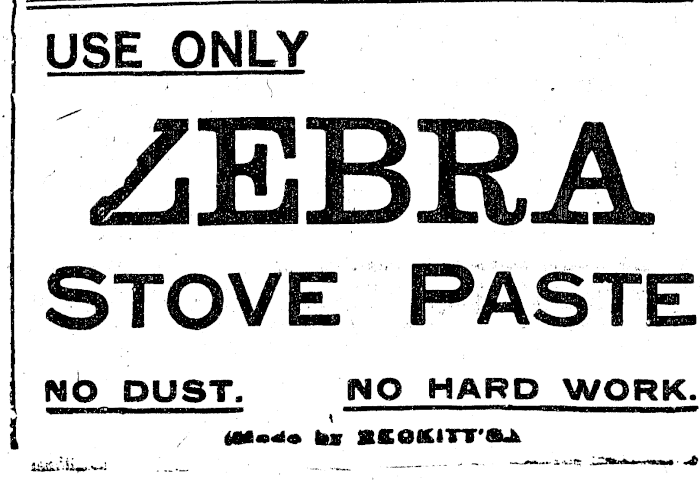 USE ONLY
ZEBRA
STOVE PASTE
NO DUST. NO HARD WORK.
(Made by RECKITT'S.)